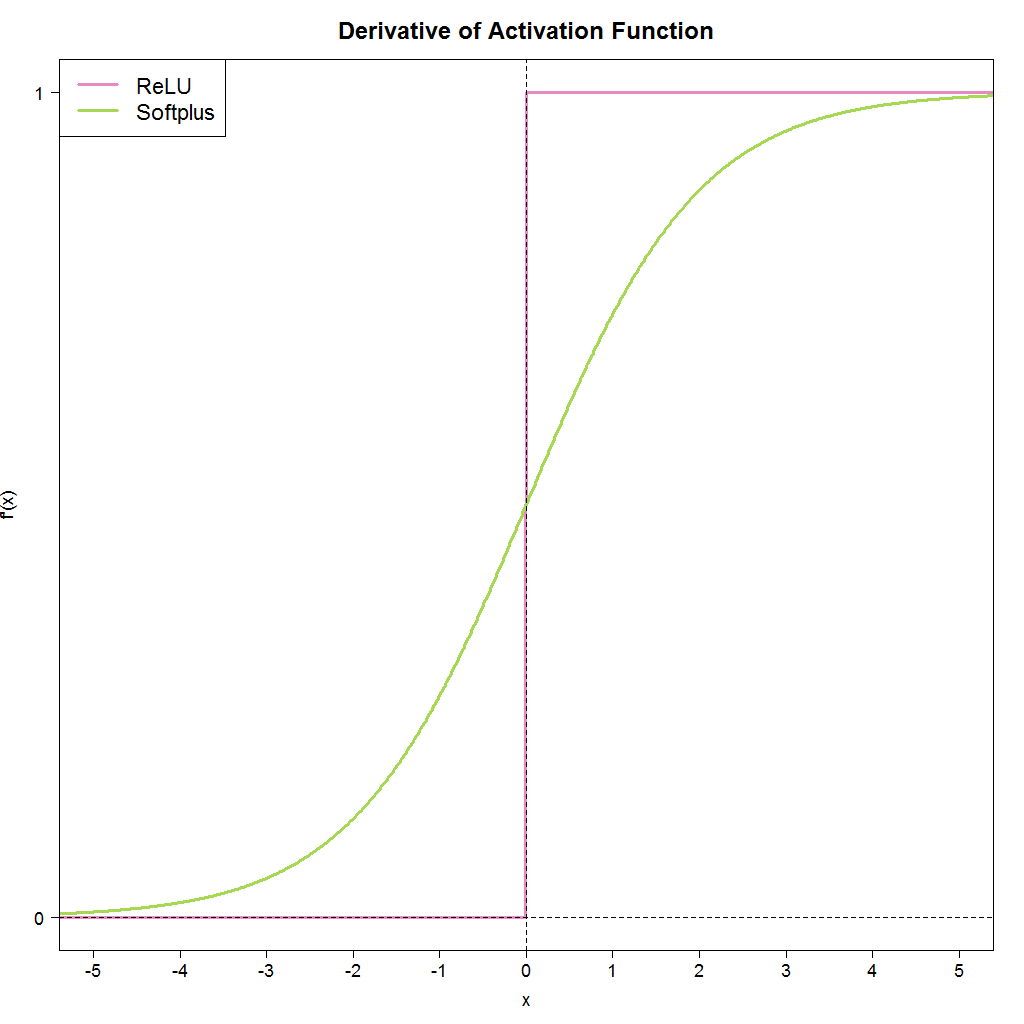 Derivative of Activation Function
ReLU
Softplus
1
f'(x)
0
-5 -4 -3 -2 -1 0 1 2 3 4 5
x